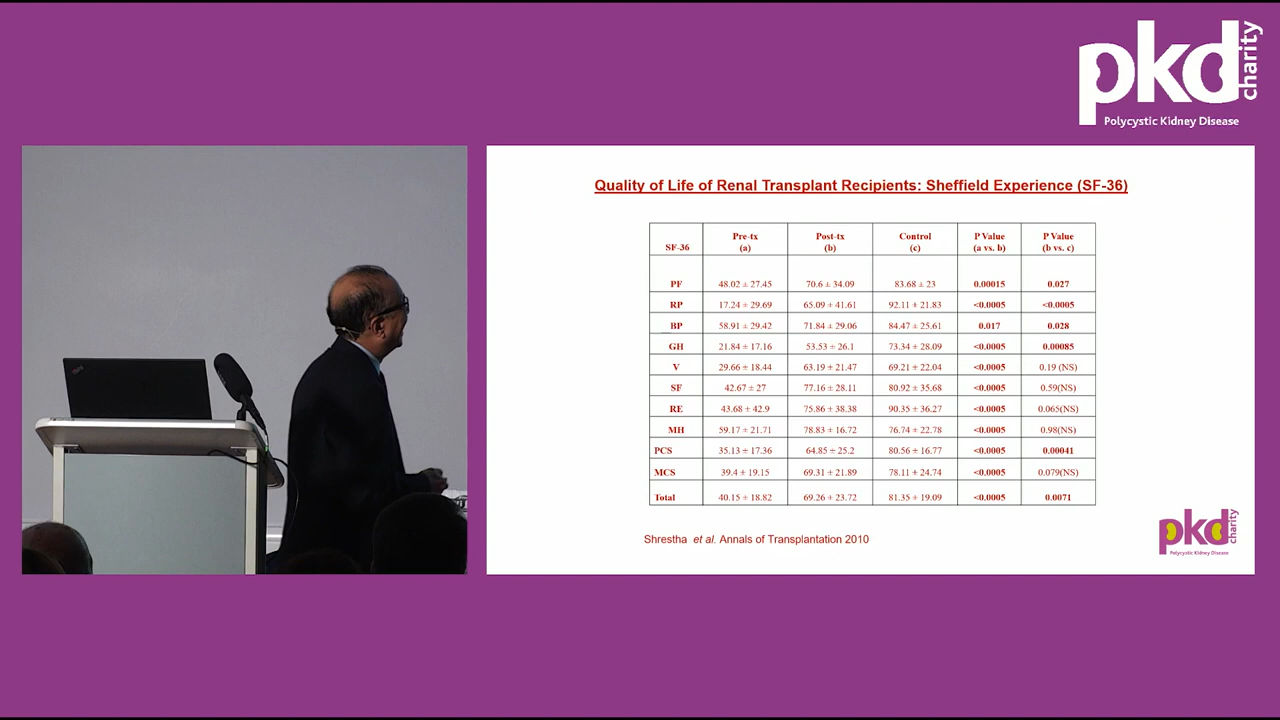 pkd charity
Polycystic Kidney Disease
Quality of Life of Renal Transplant Recipients: Sheffield Experience (SF-36)
SF-36 Pre-tx (a) Post-tx (b) Control (c) P Value (a vs. b) P Value (b vs. c)
PF 48.02 ± 27.45 70.6 ± 34.09 83.68 ± 23 0.00015 0.027
RP 17.24 ± 29.69 65.09 ± 41.61 92.11 ± 21.83 <0.0005 <0.0005
BP 58.91 ± 29.42 71.84 ± 29.06 84.47 ± 25.61 0.017 0.028
GH 21.84 ± 17.16 53.53 ± 26.1 73.34 ± 28.09 <0.0005 0.00085
V 29.66 ± 18.44 63.19 ± 21.47 69.21 ± 22.04 <0.0005 0.19 (NS)
SF 42.67 ± 27 77.16 ± 28.11 80.92 ± 35.68 <0.0005 0.59(NS)
RE 43.68 ± 42.9 75.86 ± 38.38 90.35 ± 36.27 <0.0005 0.065(NS)
MH 59.17 ± 21.71 78.83 ± 16.72 76.74 ± 22.78 <0.0005 0.98(NS)
PCS 35.13 ± 17.36 64.85 ± 25.2 80.56 ± 16.77 <0.0005 0.00041
MCS 39.4 ± 19.15 69.31 ± 21.89 78.11 ± 24.74 <0.0005 0.079(NS)
Total 40.15 ± 18.82 69.26 ± 23.72 81.35 ± 19.09 <0.0005 0.0071
Shrestha et al. Annals of Transplantation 2010
pkd charity
Polycystic Kidney Disease